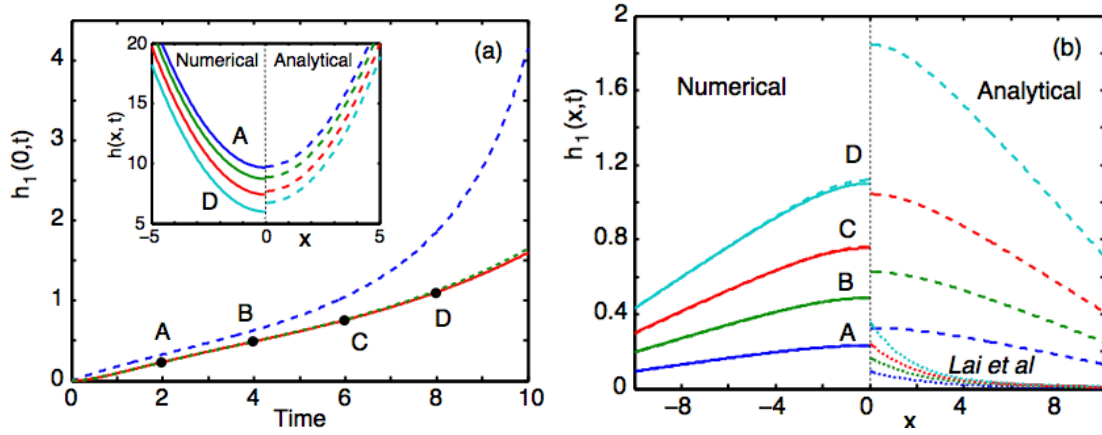 (a)
h₁(0,t)
4
3
2
1
0
0 2 4 6 8 10
Time
A
B
C
D
Numerical Analytical
h(x, t)
20
15
10
5
−5 0 5
x
A
D
(b)
h₁(x,t)
2
1.6
1.2
0.8
0.4
0
−8 −4 0 4 8
x
Numerical
Analytical
D
C
B
A
Lai et al